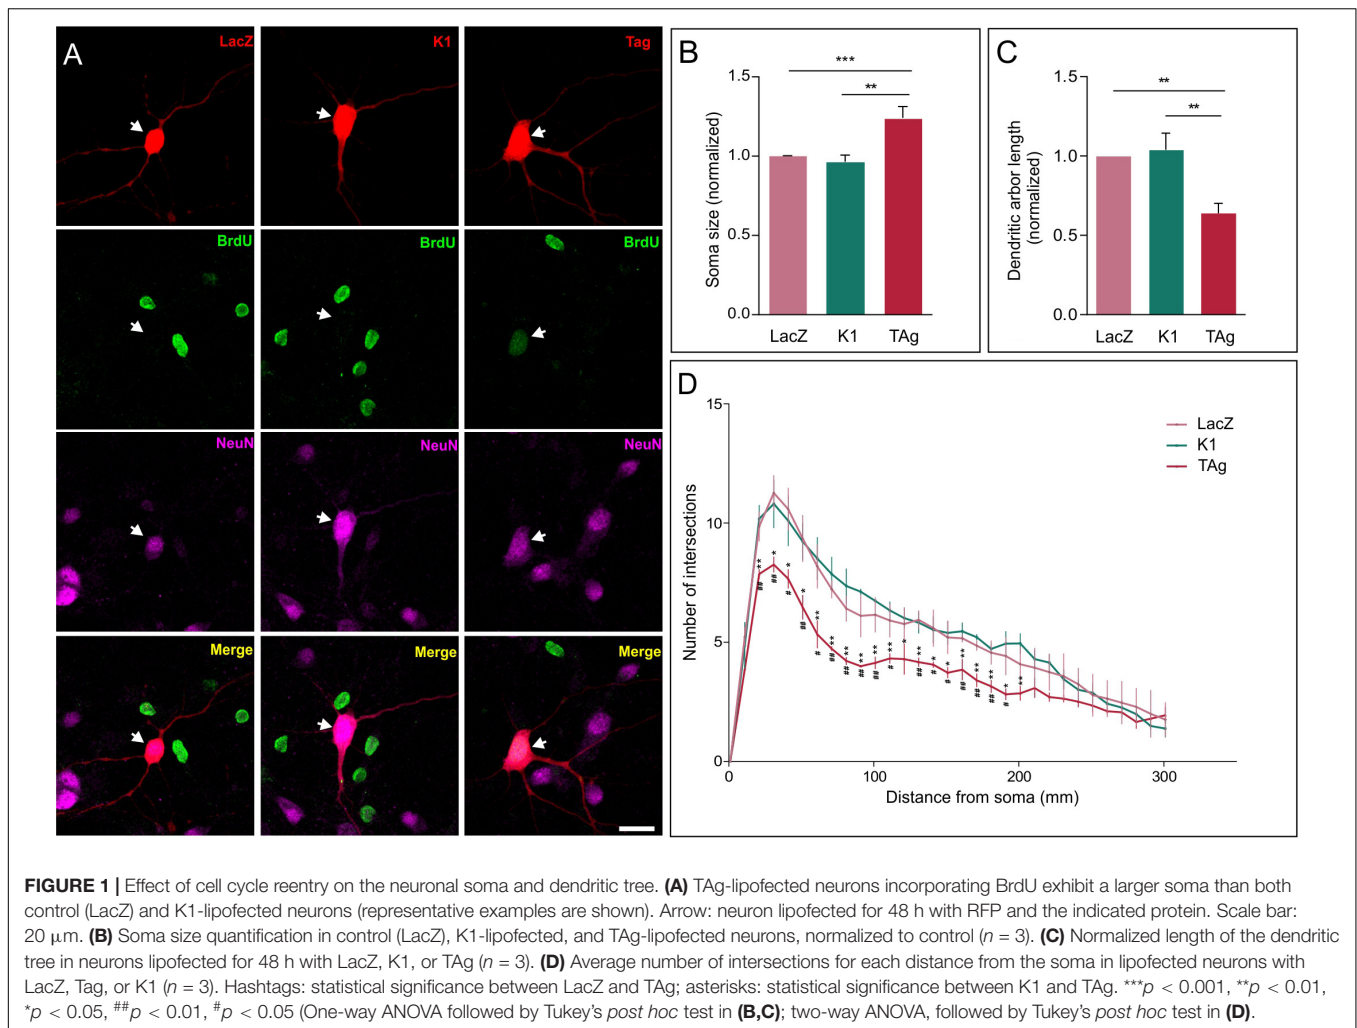 A
LacZ
K1
Tag
BrdU
BrdU
BrdU
NeuN
NeuN
NeuN
Merge
Merge
Merge
B
Soma size (normalized)
1.5
1.0
0.5
0.0
***
**
LacZ K1 TAg
C
Dendritic arbor length
(normalized)
1.5
1.0
0.5
0.0
**
**
LacZ K1 TAg
D
Number of intersections
15
10
5
0
LacZ
K1
TAg
0 100 200 300
Distance from soma (mm)
FIGURE 1 | Effect of cell cycle reentry on the neuronal soma and dendritic tree. (A) TAg-lipofected neurons incorporating BrdU exhibit a larger soma than both
control (LacZ) and K1-lipofected neurons (representative examples are shown). Arrow: neuron lipofected for 48 h with RFP and the indicated protein. Scale bar:
20 μm. (B) Soma size quantification in control (LacZ), K1-lipofected, and TAg-lipofected neurons, normalized to control (n = 3). (C) Normalized length of the dendritic
tree in neurons lipofected for 48 h with LacZ, K1, or TAg (n = 3). (D) Average number of intersections for each distance from the soma in lipofected neurons with
LacZ, Tag, or K1 (n = 3). Hashtags: statistical significance between LacZ and TAg; asterisks: statistical significance between K1 and TAg. ***p < 0.001, **p < 0.01,
*p < 0.05, ##p < 0.01, #p < 0.05 (One-way ANOVA followed by Tukey's post hoc test in (B,C); two-way ANOVA, followed by Tukey's post hoc test in (D).